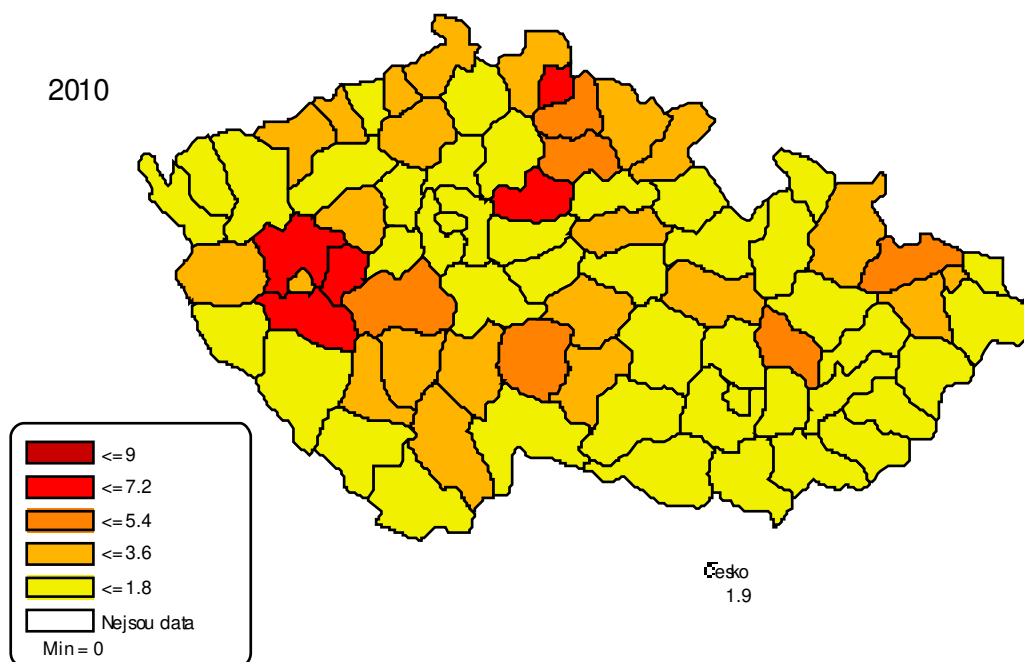 2010
<=9
<=7.2
<=5.4
<=3.6
<=1.8
Nejsou data
Min = 0
Česko
1.9